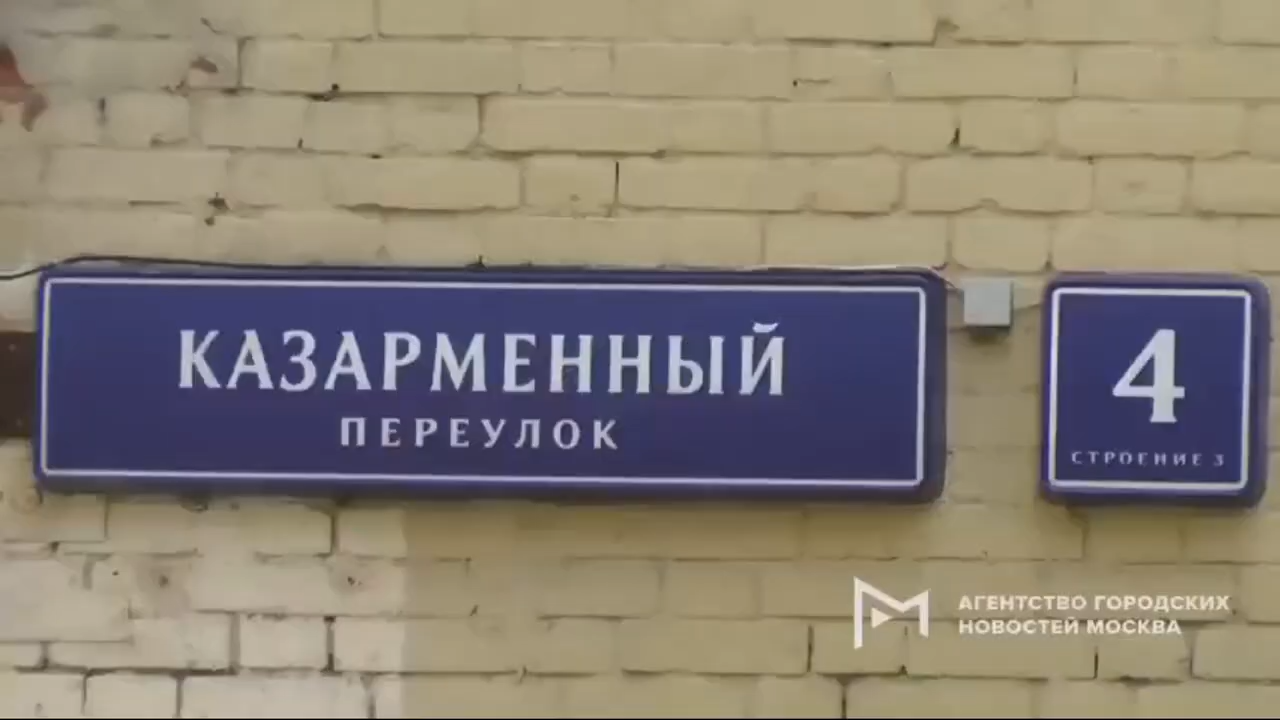 КАЗАРМЕННЫЙ
ПЕРЕУЛОК
4
СТРОЕНИЕ 3
АГЕНТСТВО ГОРОДСКИХ
НОВОСТЕЙ МОСКВА